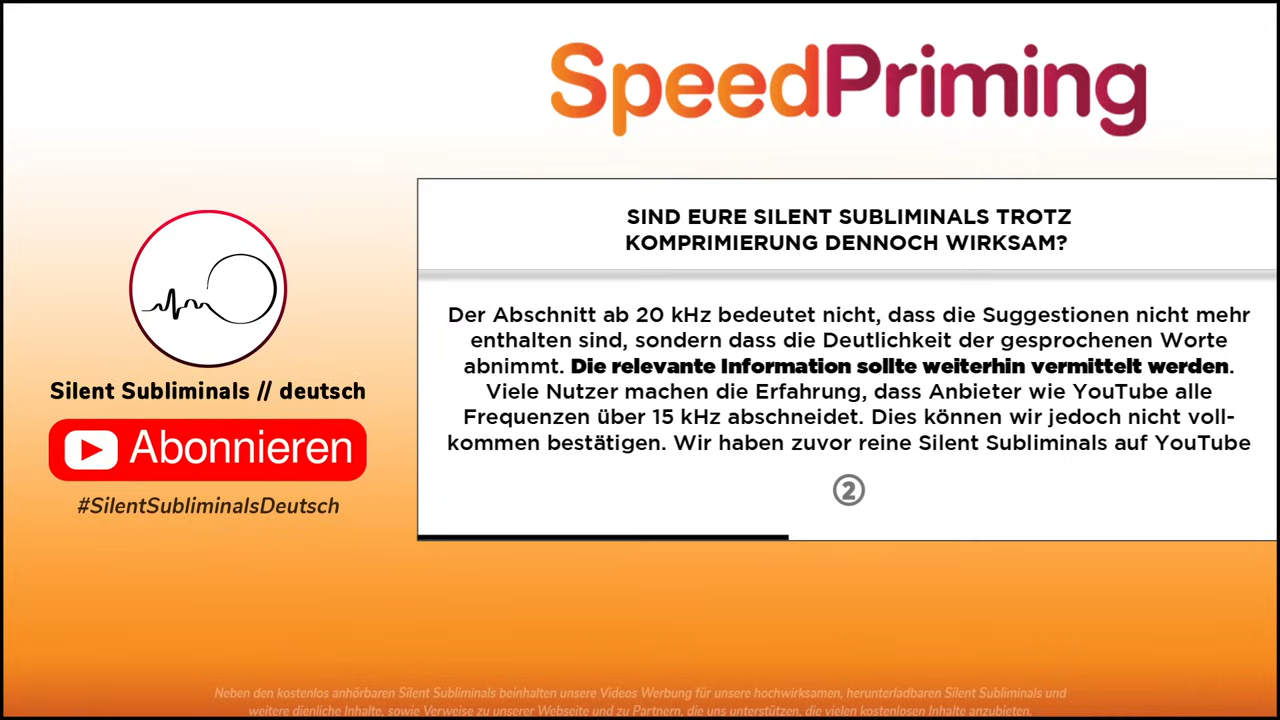 SpeedPriming
SIND EURE SILENT SUBLIMINALS TROTZ
KOMPRIMIERUNG DENNOCH WIRKSAM?
Der Abschnitt ab 20 kHz bedeutet nicht, dass die Suggestionen nicht mehr
enthalten sind, sondern dass die Deutlichkeit der gesprochenen Worte
abnimmt. Die relevante Information sollte weiterhin vermittelt werden.
Viele Nutzer machen die Erfahrung, dass Anbieter wie YouTube alle
Frequenzen über 15 kHz abschneidet. Dies können wir jedoch nicht voll-
kommen bestätigen. Wir haben zuvor reine Silent Subliminals auf YouTube
②
Silent Subliminals // deutsch
Abonnieren
#SilentSubliminalsDeutsch
Neben den kostenlos anhörbaren Silent Subliminals beinhalten unsere Videos Werbung für unsere hochwirksamen, herunterladbaren Silent Subliminals und
weitere dienliche Inhalte, sowie Verweise zu unserer Webseite und zu Partnern, die uns unterstützen, die vielen kostenlosen Inhalte anzubieten.